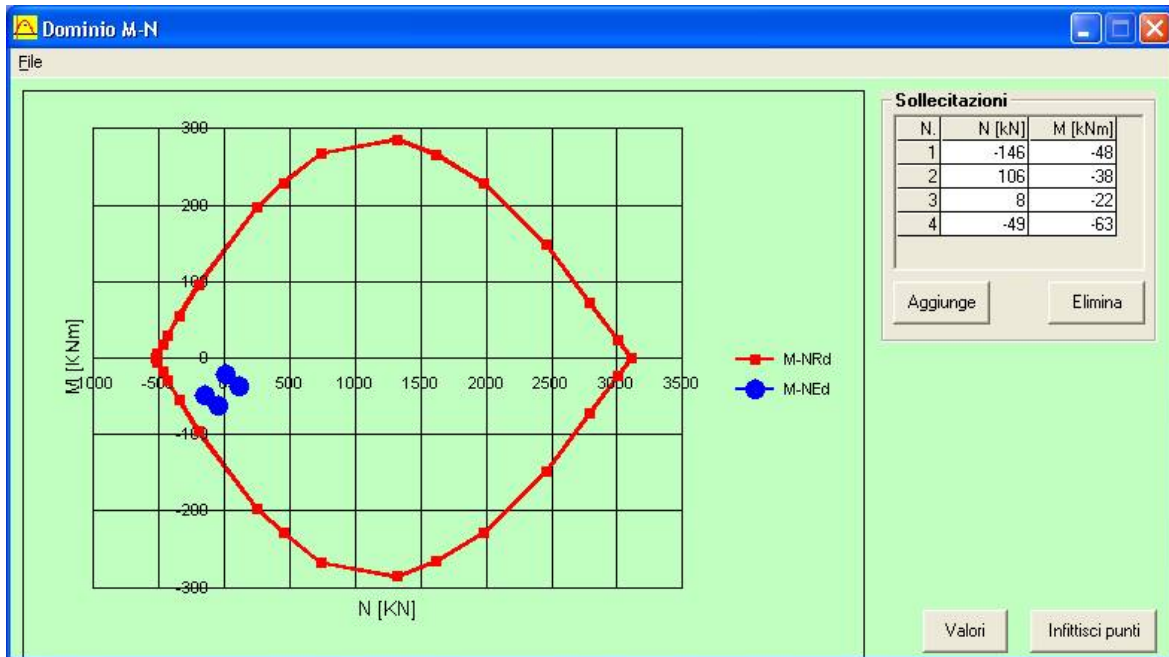 Dominio M-N
File
300
200
100
0
-1000 -500 0 500 1000 1500 2000 2500 3000 3500
-100
-200
-300
M [KNm]
N [KN]
M-NRd
M-NEd
Sollecitazioni
N. N [kN] M [kNm]
1 -146 -48
2 106 -38
3 8 -22
4 -49 -63
Aggiunge Elimina
Valori Infittisci punti